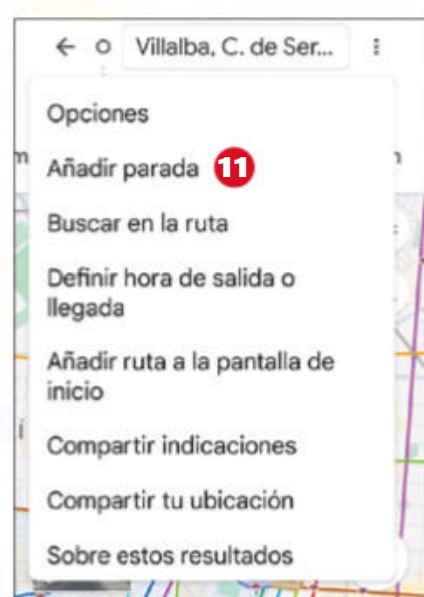 Villalba, C. de Ser...
Opciones
Añadir parada 11
Buscar en la ruta
Definir hora de salida o
llegada
Añadir ruta a la pantalla de
inicio
Compartir indicaciones
Compartir tu ubicación
Sobre estos resultados